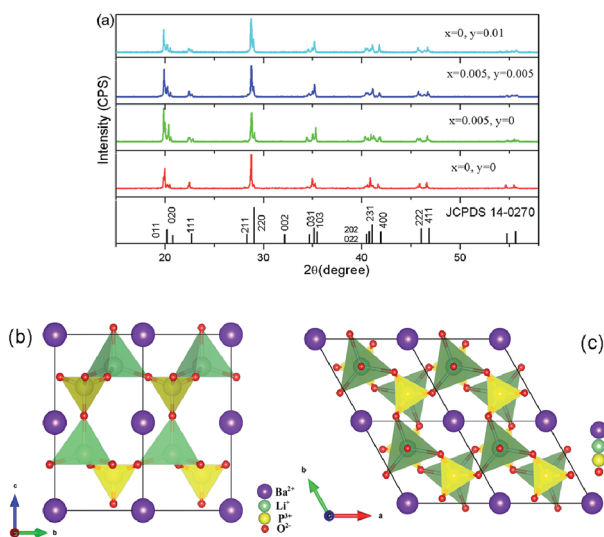 (a)
x=0, y=0.01
x=0.005, y=0.005
x=0.005, y=0
x=0, y=0
Intensity (CPS)
JCPDS 14-0270
011
020
111
211
220
002
031
103
202
022
231
400
222
411
20 30 40 50
2θ(degree)
(b)
(c)
c
b
Ba2+
Li+
P3+
O2-
b
a